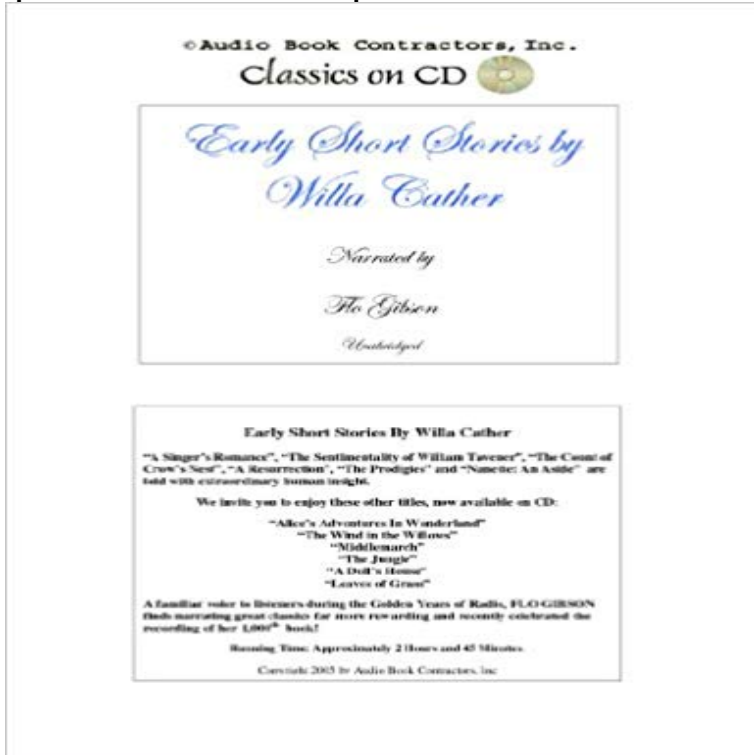 ©Audio Book Contractors, Inc.
Classics on CD
Early Short Stories by
Willa Cather
Narrated by
Flo Gibson
Unabridged
Early Short Stories By Willa Cather
“A Singer's Romance”, “The Sentimentality of William Tavener”, “The Count of
Crow's Nest”, “A Resurrection”, “The Prodigies” and “Nanette: An Aside” are
told with extraordinary human insight.
We invite you to enjoy these other titles, now available on CD:
“Alice's Adventures In Wonderland”
“The Wind in the Willows”
“Middlemarch”
“The Jungle”
“A Doll's House”
“Leaves of Grass”
A familiar voice to listeners during the Golden Years of Radio, FLO GIBSON
finds narrating great classics far more rewarding and recently celebrated the
recording of her 1,000th book!
Running Time: Approximately 2 Hours and 45 Minutes
Copyright 2005 by Audio Book Contractors, Inc